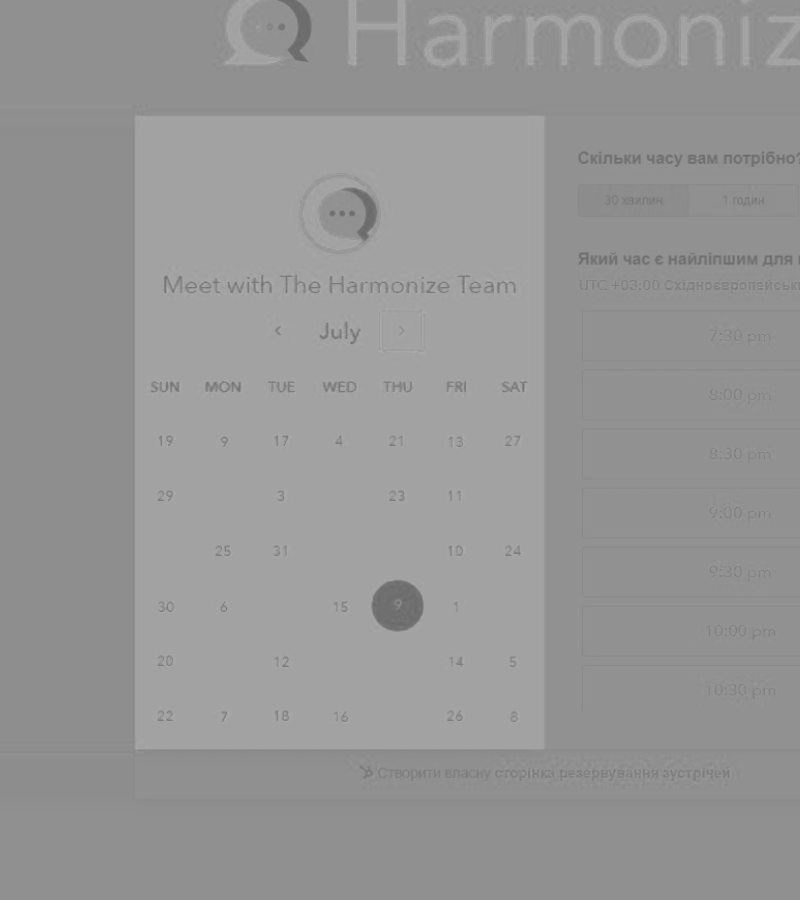 Harmoniz
Meet with The Harmonize Team
‹ July ›
SUN MON TUE WED THU FRI SAT
19 9 17 4 21 13 27
29 3 23 11
25 31 10 24
30 6 15 9 1
20 12 14 5
22 7 18 16 26 8
Скільки часу вам потрібно?
30 хвилин 1 годин
Який час є найліпшим для
UTC +03:00 Східноєвропейськ
7:30 pm
8:00 pm
8:30 pm
9:00 pm
9:30 pm
10:00 pm
10:30 pm
Створити власну сторінка резервування зустрічей